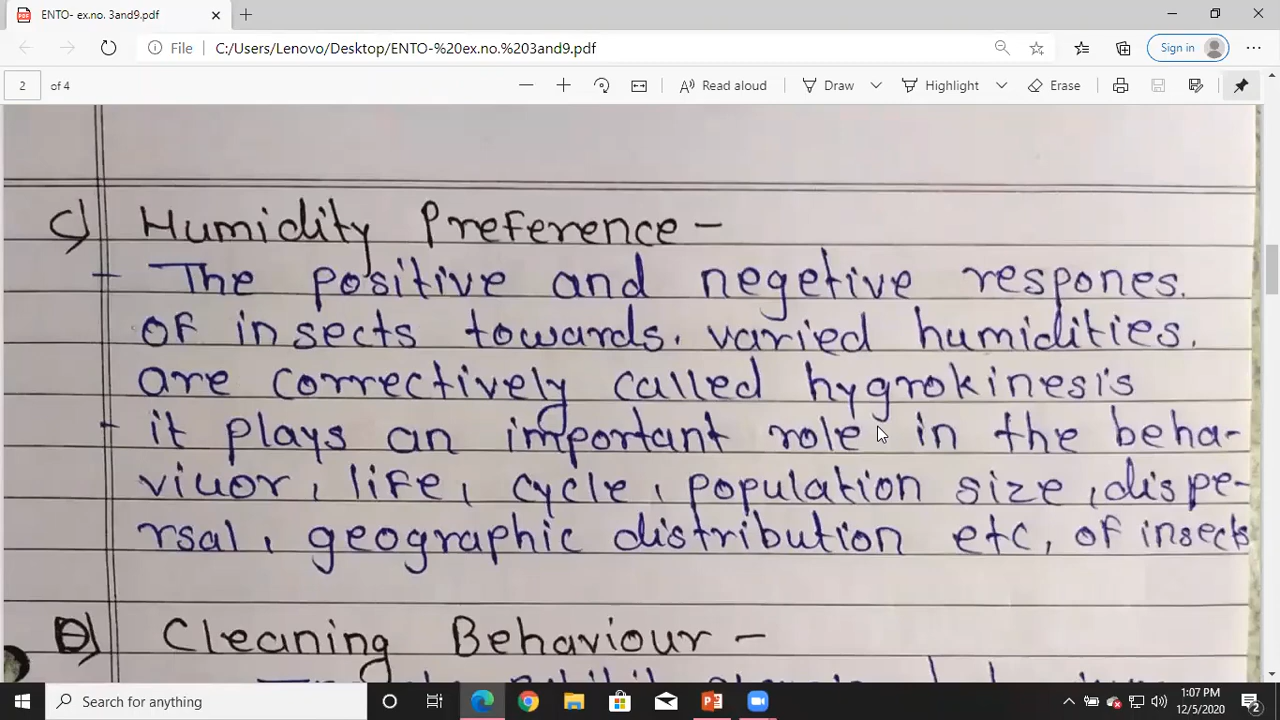 ENTO- ex.no. 3and9.pdf
File C:/Users/Lenovo/Desktop/ENTO-%20ex.no.%203and9.pdf Sign in
2 of 4 Read aloud Draw Highlight Erase
C) Humidity Preference -
The positive and negetive respones.
of insects towards. varied humidities.
are correctively called hygrokinesis
it plays an important role in the beha-
viuor, life, cycle, population size, dispe-
rsal, geographic distribution etc, of insects
D) Cleaning Behaviour -
Search for anything
1:07 PM
12/5/2020
2